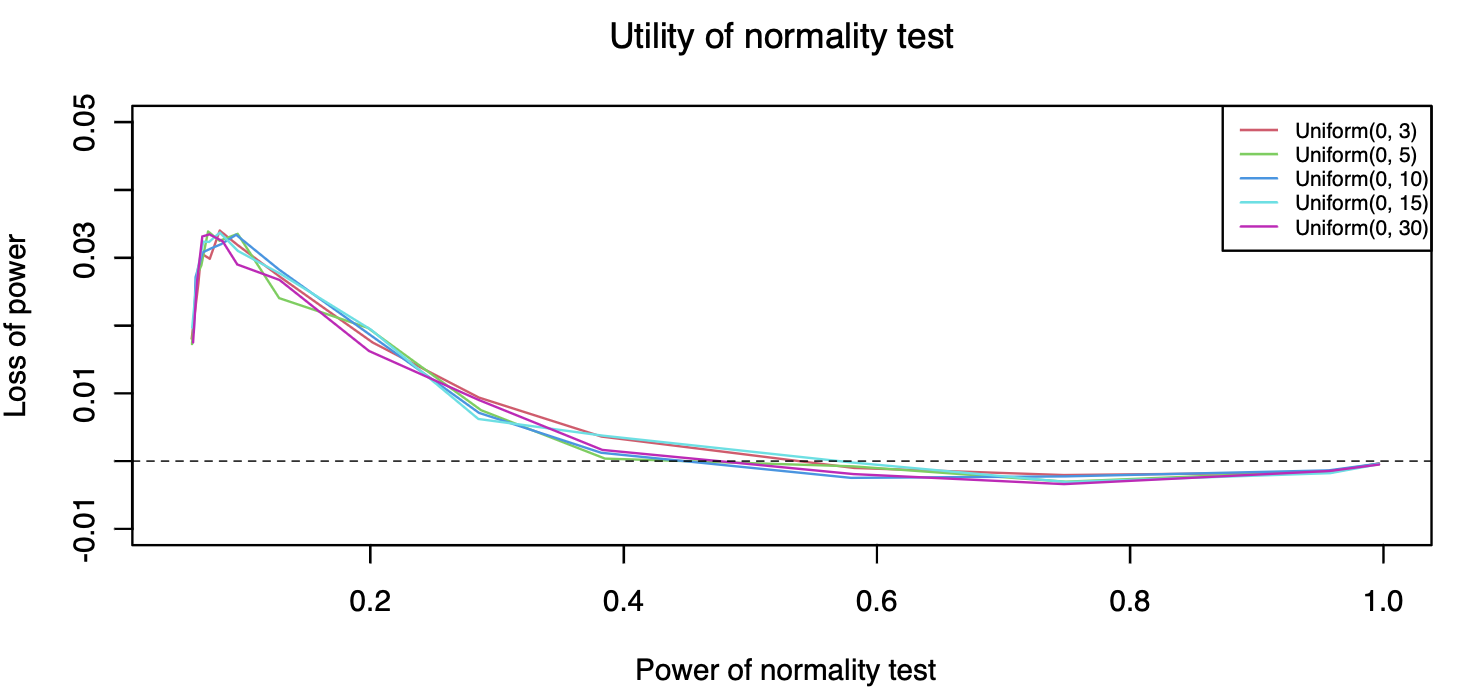 Utility of normality test
Loss of power
0.05
0.03
0.01
-0.01
Uniform(0, 3)
Uniform(0, 5)
Uniform(0, 10)
Uniform(0, 15)
Uniform(0, 30)
0.2 0.4 0.6 0.8 1.0
Power of normality test